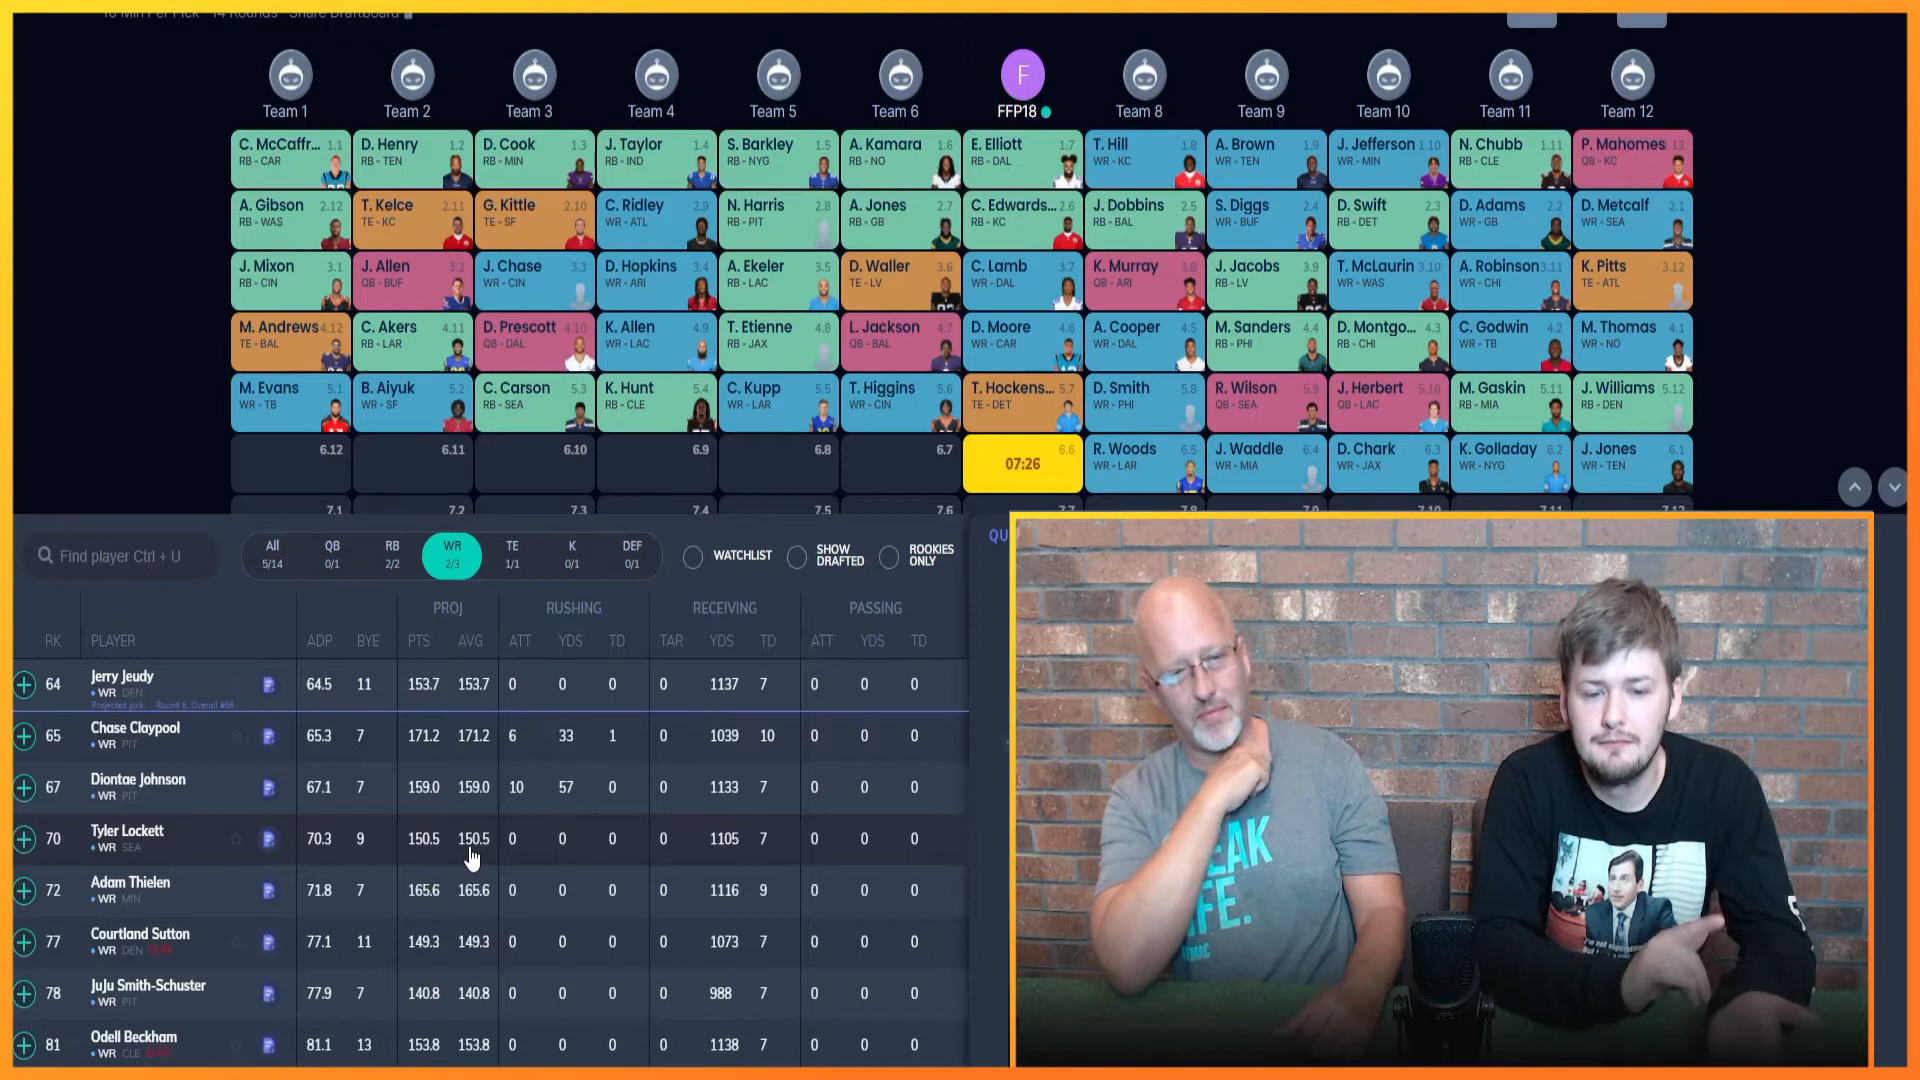 10 Min Per Pick · 14 Rounds · Share Draftboard
F
Team 1 Team 2 Team 3 Team 4 Team 5 Team 6 FFP18 Team 8 Team 9 Team 10 Team 11 Team 12
C. McCaffr... 1.1 D. Henry 1.2 D. Cook 1.3 J. Taylor 1.4 S. Barkley 1.5 A. Kamara 1.6 E. Elliott 1.7 T. Hill 1.8 A. Brown 1.9 J. Jefferson 1.10 N. Chubb 1.11 P. Mahomes 1.12
RB - CAR RB - TEN RB - MIN RB - IND RB - NYG RB - NO RB - DAL WR - KC WR - TEN WR - MIN RB - CLE QB - KC
A. Gibson 2.12 T. Kelce 2.11 G. Kittle 2.10 C. Ridley 2.9 N. Harris 2.8 A. Jones 2.7 C. Edwards... 2.6 J. Dobbins 2.5 S. Diggs 2.4 D. Swift 2.3 D. Adams 2.2 D. Metcalf 2.1
RB - WAS TE - KC TE - SF WR - ATL RB - PIT RB - GB RB - KC RB - BAL WR - BUF RB - DET WR - GB WR - SEA
J. Mixon 3.1 J. Allen 3.2 J. Chase 3.3 D. Hopkins 3.4 A. Ekeler 3.5 D. Waller 3.6 C. Lamb 3.7 K. Murray 3.8 J. Jacobs 3.9 T. McLaurin 3.10 A. Robinson 3.11 K. Pitts 3.12
RB - CIN QB - BUF WR - CIN WR - ARI RB - LAC TE - LV WR - DAL QB - ARI RB - LV WR - WAS WR - CHI TE - ATL
M. Andrews 4.12 C. Akers 4.11 D. Prescott 4.10 K. Allen 4.9 T. Etienne 4.8 L. Jackson 4.7 D. Moore 4.6 A. Cooper 4.5 M. Sanders 4.4 D. Montgo... 4.3 C. Godwin 4.2 M. Thomas 4.1
TE - BAL RB - LAR QB - DAL WR - LAC RB - JAX QB - BAL WR - CAR WR - DAL RB - PHI RB - CHI WR - TB WR - NO
M. Evans 5.1 B. Aiyuk 5.2 C. Carson 5.3 K. Hunt 5.4 C. Kupp 5.5 T. Higgins 5.6 T. Hockens... 5.7 D. Smith 5.8 R. Wilson 5.9 J. Herbert 5.10 M. Gaskin 5.11 J. Williams 5.12
WR - TB WR - SF RB - SEA RB - CLE WR - LAR WR - CIN TE - DET WR - PHI QB - SEA QB - LAC RB - MIA RB - DEN
6.12 6.11 6.10 6.9 6.8 6.7 6.6 R. Woods 6.5 J. Waddle 6.4 D. Chark 6.3 K. Golladay 6.2 J. Jones 6.1
07:26 WR - LAR WR - MIA WR - JAX WR - NYG WR - TEN
7.1 7.2 7.3 7.4 7.5 7.6 7.7 7.8 7.9 7.10 7.11 7.12
Find player Ctrl + U
All QB RB WR TE K DEF
5/14 0/1 2/2 2/3 1/1 0/1 0/1
WATCHLIST SHOW DRAFTED ROOKIES ONLY
QU
PROJ RUSHING RECEIVING PASSING
RK PLAYER ADP BYE PTS AVG ATT YDS TD TAR YDS TD ATT YDS TD
64 Jerry Jeudy 64.5 11 153.7 153.7 0 0 0 0 1137 7 0 0 0
WR DEN
Projected pick: Round 6, Overall #66
65 Chase Claypool 65.3 7 171.2 171.2 6 33 1 0 1039 10 0 0 0
WR PIT
67 Diontae Johnson 67.1 7 159.0 159.0 10 57 0 0 1133 7 0 0 0
WR PIT
70 Tyler Lockett 70.3 9 150.5 150.5 0 0 0 0 1105 7 0 0 0
WR SEA
72 Adam Thielen 71.8 7 165.6 165.6 0 0 0 0 1116 9 0 0 0
WR MIN
77 Courtland Sutton 77.1 11 149.3 149.3 0 0 0 0 1073 7 0 0 0
WR DEN
78 JuJu Smith-Schuster 77.9 7 140.8 140.8 0 0 0 0 988 7 0 0 0
WR PIT
81 Odell Beckham 81.1 13 153.8 153.8 0 0 0 0 1138 7 0 0 0
WR CLE
EAK
FE.
I'm not superstitious